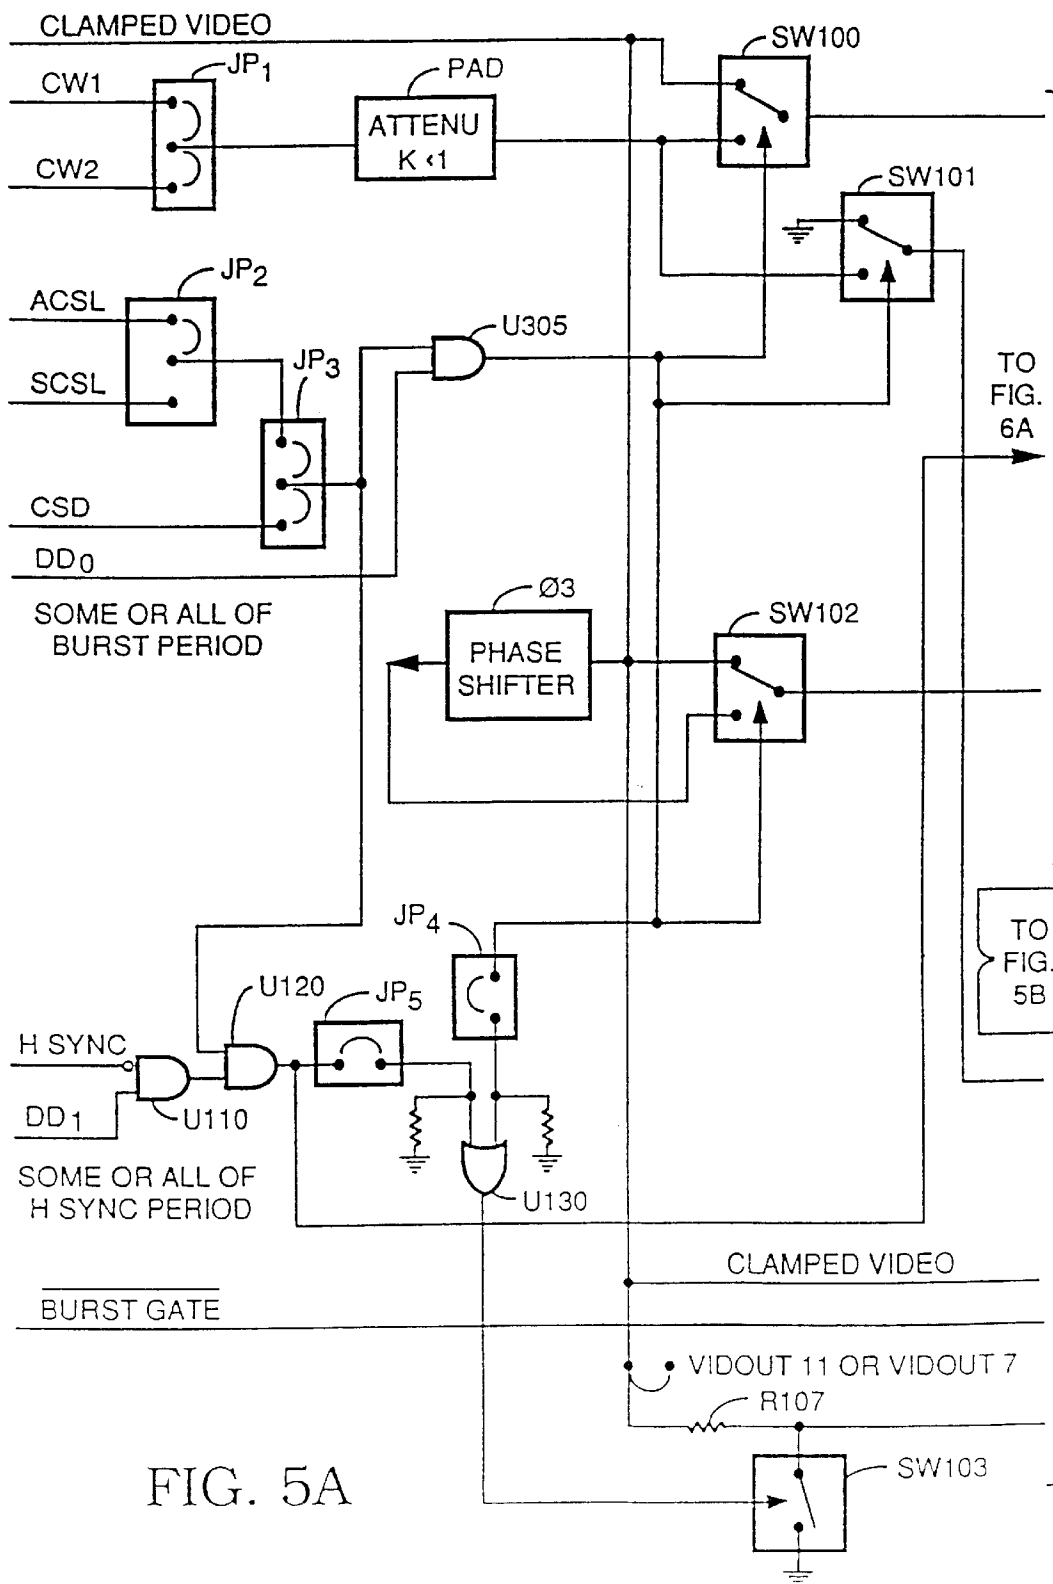 CLAMPED VIDEO
SW100
JP1
PAD
CW1
ATTENU
K<1
CW2
SW101
JP2
ACSL
U305
JP3
SCSL
TO
FIG.
6A
CSD
DD0
SOME OR ALL OF
BURST PERIOD
Ø3
SW102
PHASE
SHIFTER
JP4
TO
FIG.
5B
U120
JP5
H SYNC
DD1
U110
SOME OR ALL OF
H SYNC PERIOD
U130
CLAMPED VIDEO
BURST GATE
VIDOUT 11 OR VIDOUT 7
R107
SW103
FIG. 5A